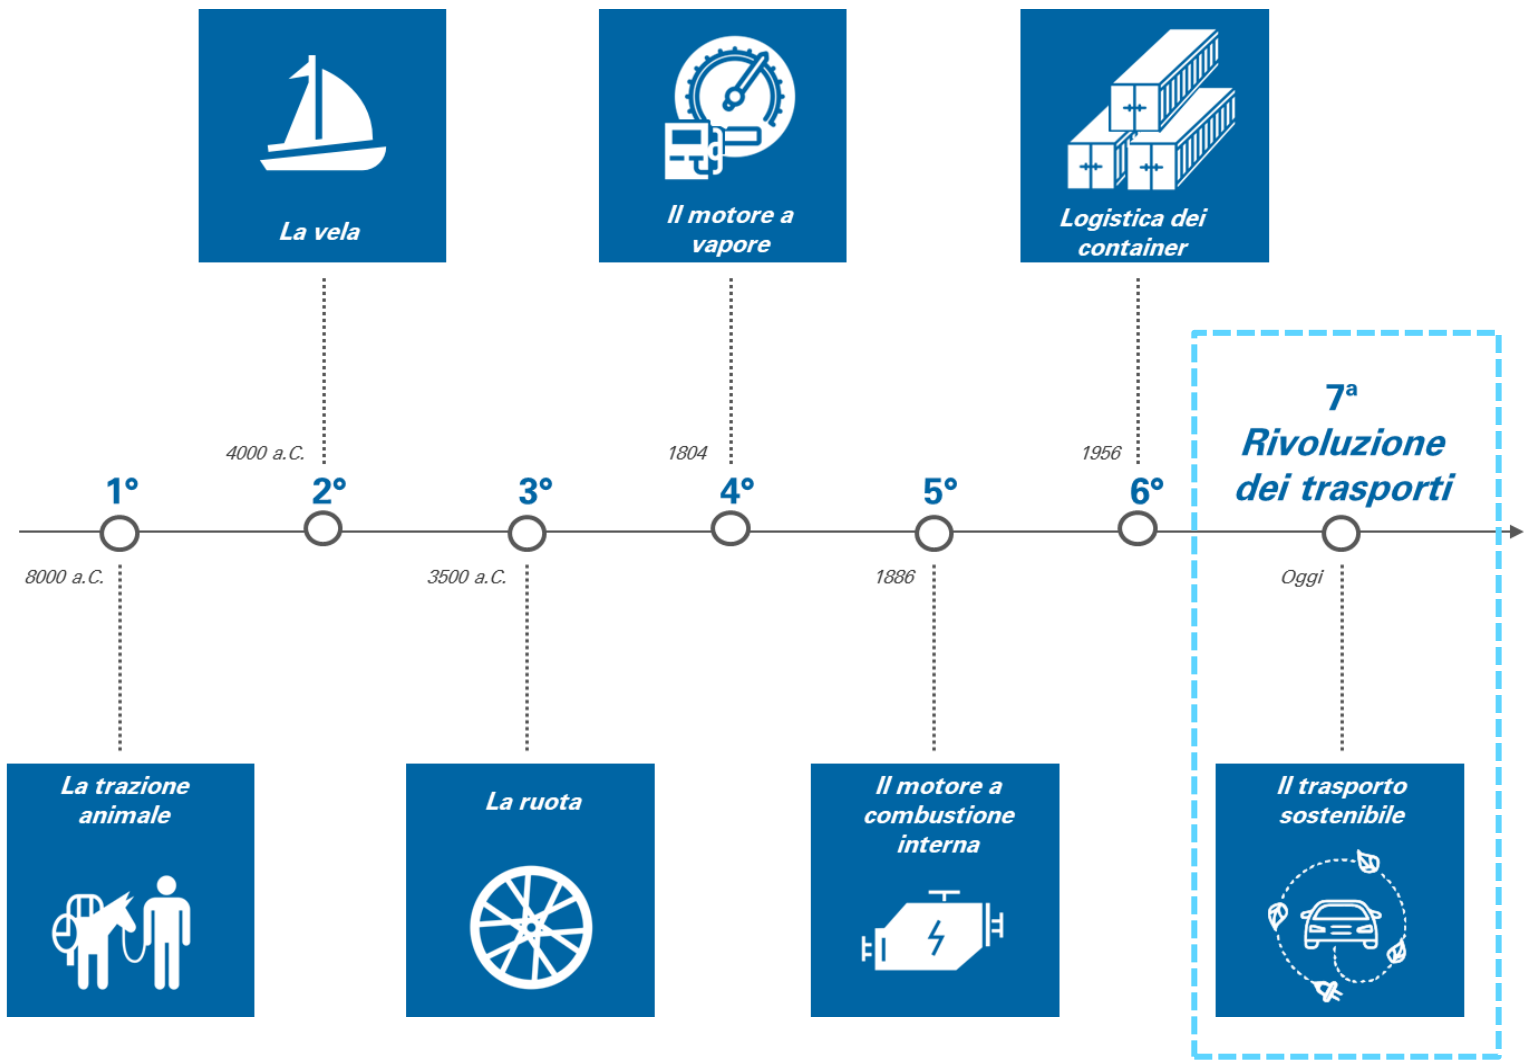 La vela
Il motore a
vapore
Logistica dei
container
4000 a.C.
1804
1956
1°
2°
3°
4°
5°
6°
7ª
Rivoluzione
dei trasporti
8000 a.C.
3500 a.C.
1886
Oggi
La trazione
animale
La ruota
Il motore a
combustione
interna
Il trasporto
sostenibile